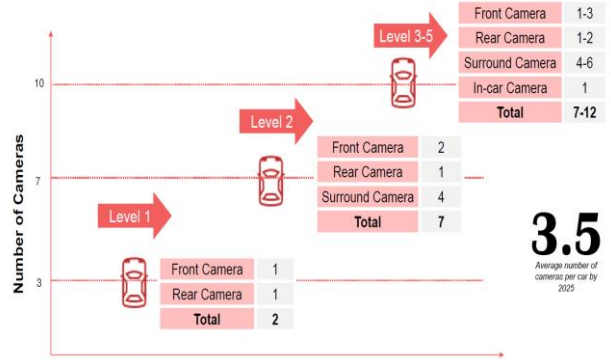 Level 3-5
Front Camera 1-3
Rear Camera 1-2
Surround Camera 4-6
In-car Camera 1
Total 7-12
10
Level 2
Front Camera 2
Rear Camera 1
Surround Camera 4
Total 7
7
Level 1
Front Camera 1
Rear Camera 1
Total 2
3
Number of Cameras
3.5
Average number of
cameras per car by
2025